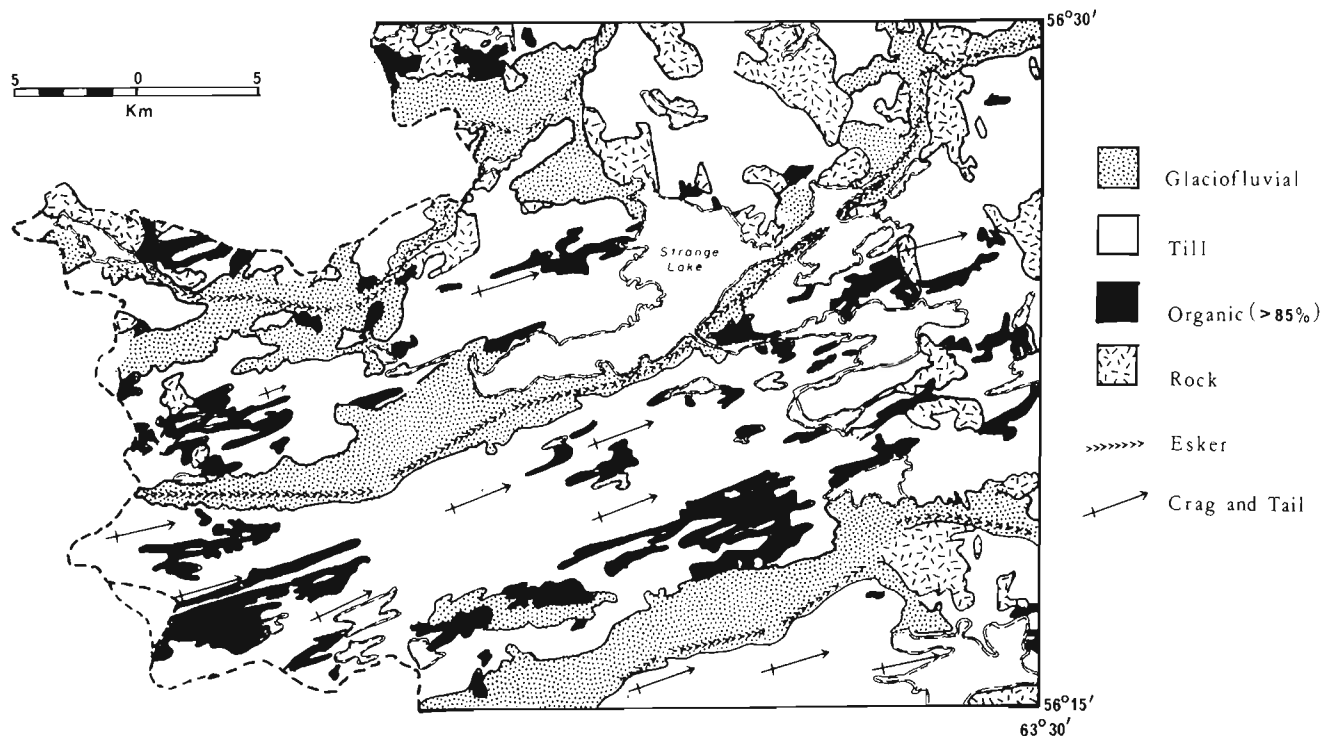 56°30'
5 0 5
Km
Strange
Lake
Glaciofluvial
Till
Organic (>85%)
Rock
Esker
Crag and Tail
56°15'
63°30'